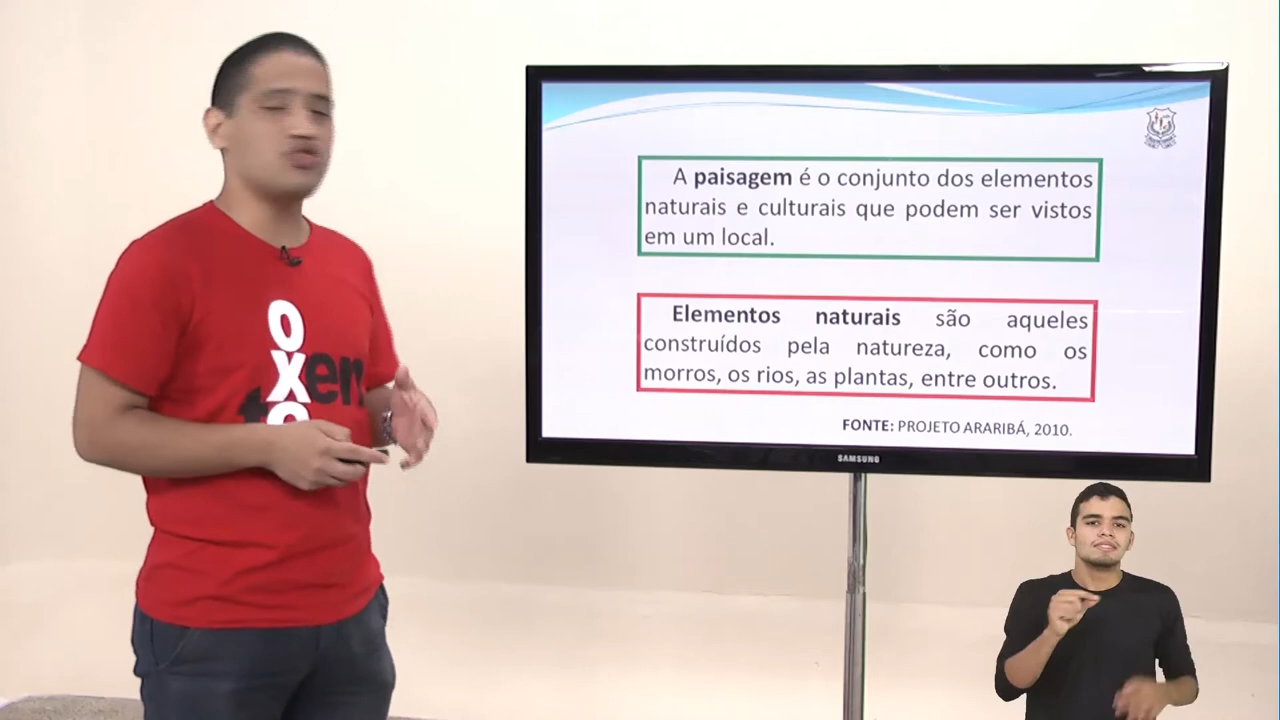 A paisagem é o conjunto dos elementos
naturais e culturais que podem ser vistos
em um local.
Elementos naturais são aqueles
construídos pela natureza, como os
morros, os rios, as plantas, entre outros.
FONTE: PROJETO ARARIBÁ, 2010.
SAMSUNG
OXO